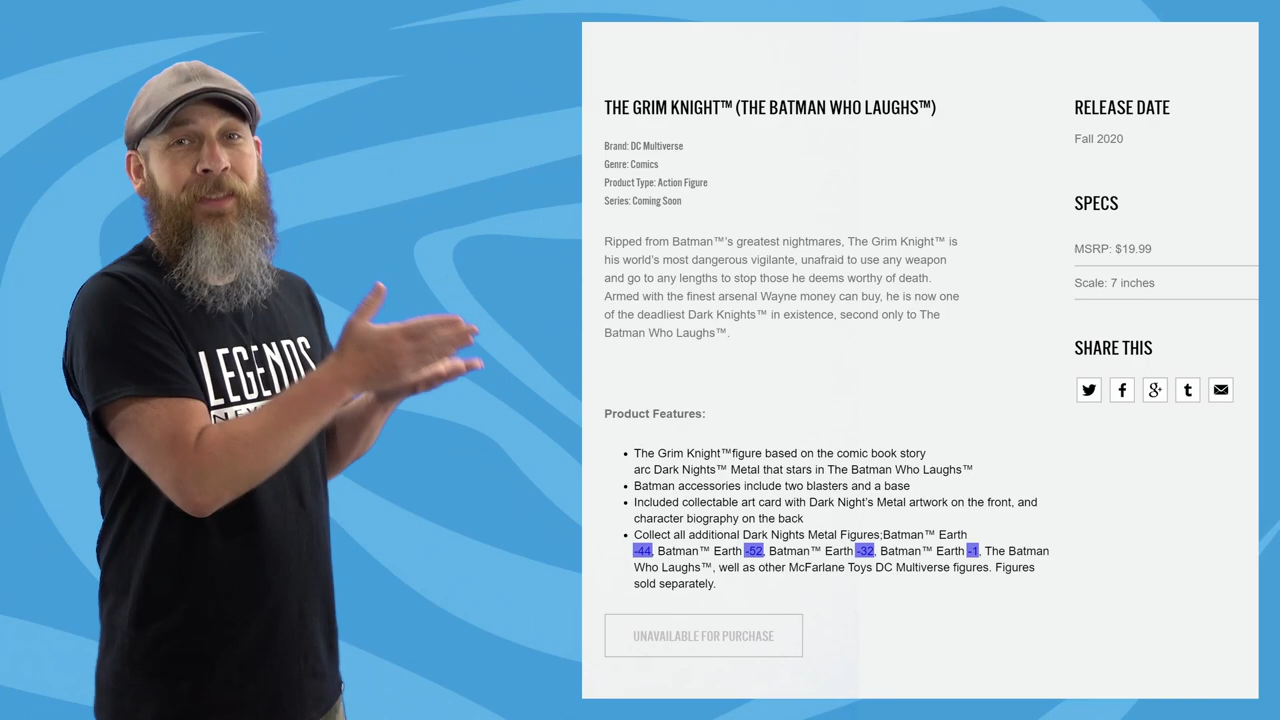 LEGENDS
THE GRIM KNIGHT™ (THE BATMAN WHO LAUGHS™)
Brand: DC Multiverse
Genre: Comics
Product Type: Action Figure
Series: Coming Soon
Ripped from Batman™'s greatest nightmares, The Grim Knight™ is
his world's most dangerous vigilante, unafraid to use any weapon
and go to any lengths to stop those he deems worthy of death.
Armed with the finest arsenal Wayne money can buy, he is now one
of the deadliest Dark Knights™ in existence, second only to The
Batman Who Laughs™.
Product Features:
• The Grim Knight™figure based on the comic book story
arc Dark Nights™ Metal that stars in The Batman Who Laughs™
• Batman accessories include two blasters and a base
• Included collectable art card with Dark Night's Metal artwork on the front, and
character biography on the back
• Collect all additional Dark Nights Metal Figures;Batman™ Earth
-44, Batman™ Earth -52, Batman™ Earth -32, Batman™ Earth -1, The Batman
Who Laughs™, well as other McFarlane Toys DC Multiverse figures. Figures
sold separately.
UNAVAILABLE FOR PURCHASE
RELEASE DATE
Fall 2020
SPECS
MSRP: $19.99
Scale: 7 inches
SHARE THIS